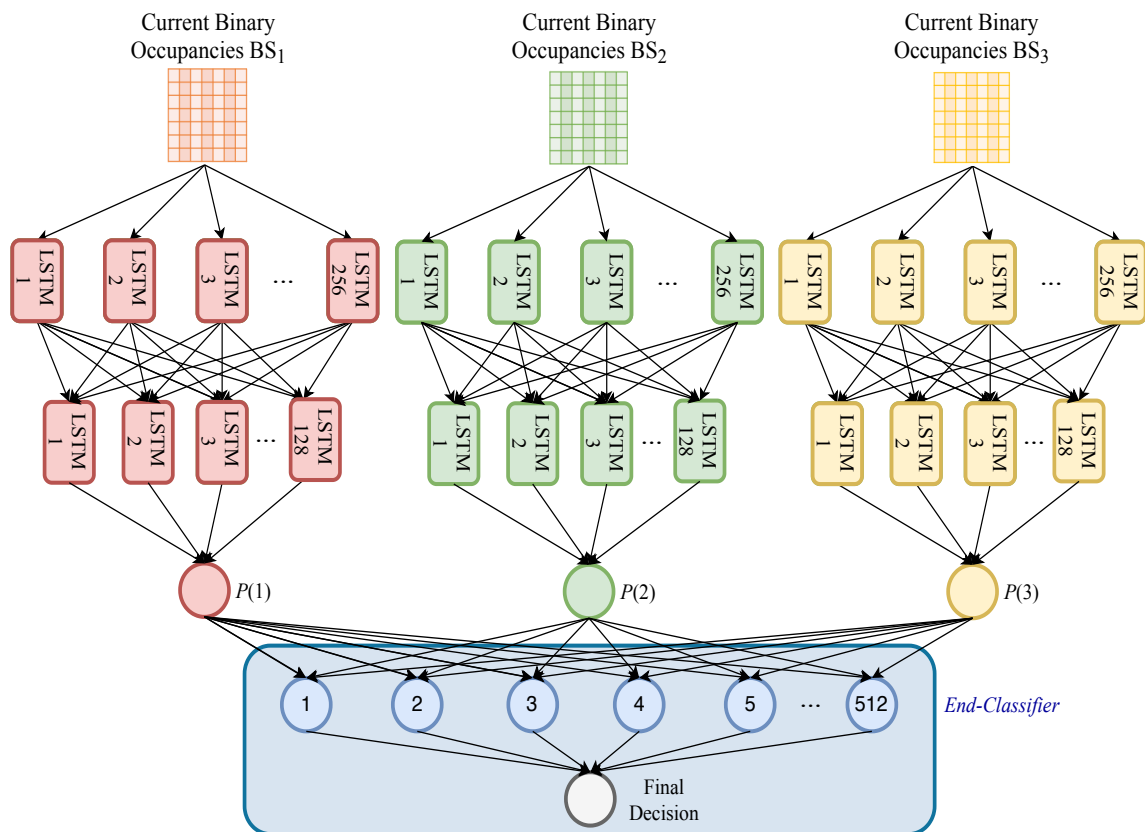 Current Binary
Occupancies BS₁
Current Binary
Occupancies BS₂
Current Binary
Occupancies BS₃
LSTM 1
LSTM 2
LSTM 3
...
LSTM 256
LSTM 1
LSTM 2
LSTM 3
...
LSTM 256
LSTM 1
LSTM 2
LSTM 3
...
LSTM 256
LSTM 1
LSTM 2
LSTM 3
...
LSTM 128
LSTM 1
LSTM 2
LSTM 3
...
LSTM 128
LSTM 1
LSTM 2
LSTM 3
...
LSTM 128
P(1)
P(2)
P(3)
1
2
3
4
5
...
512
End-Classifier
Final
Decision